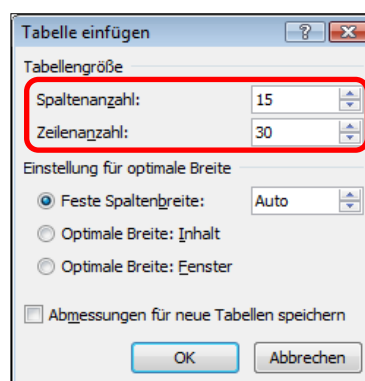 Tabelle einfügen
Tabellengröße
Spaltenanzahl: 15
Zeilenanzahl: 30
Einstellung für optimale Breite
Feste Spaltenbreite: Auto
Optimale Breite: Inhalt
Optimale Breite: Fenster
Abmessungen für neue Tabellen speichern
OK Abbrechen